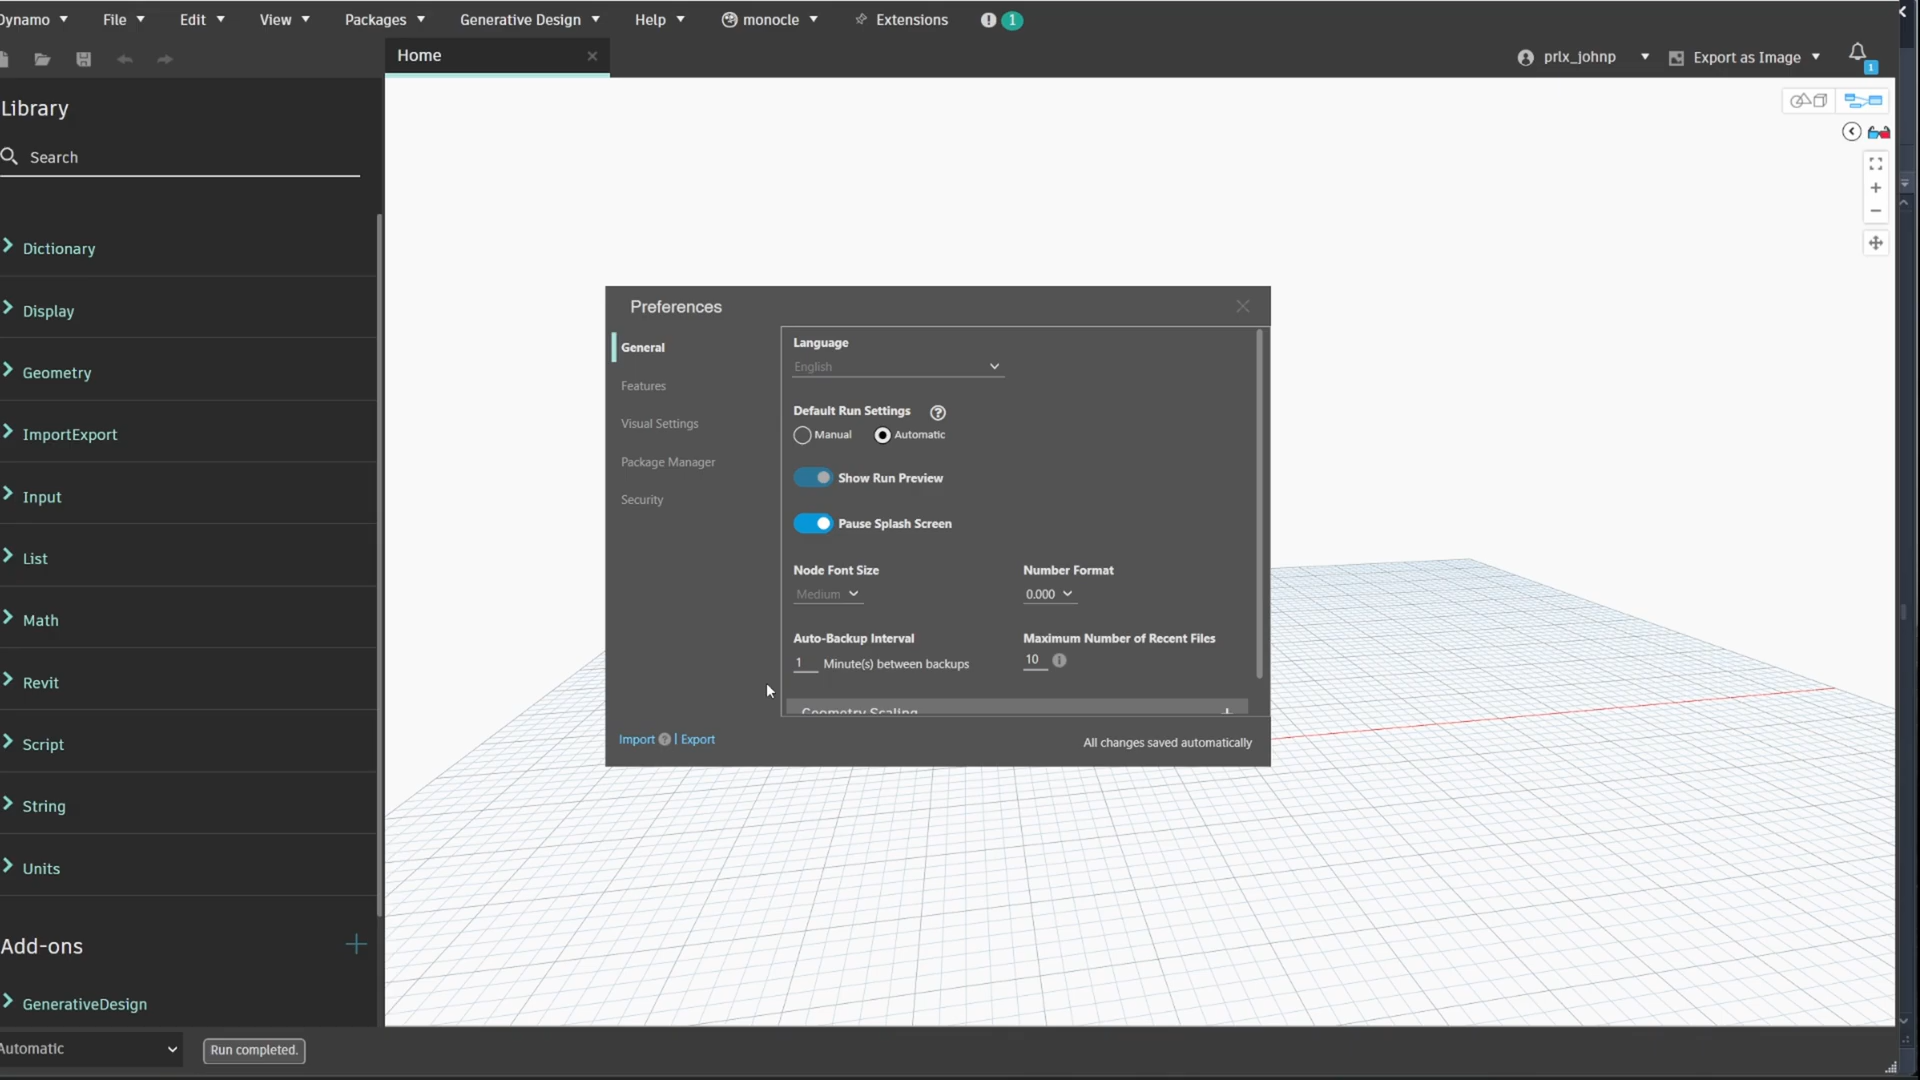 Dynamo File Edit View Packages Generative Design Help monocle Extensions 1
Home
prlx_johnp Export as Image 1
Library
Search
Dictionary
Display
Geometry
ImportExport
Input
List
Math
Revit
Script
String
Units
Add-ons
GenerativeDesign
Automatic
Run completed.
Preferences
General
Features
Visual Settings
Package Manager
Security
Language
English
Default Run Settings ?
Manual Automatic
Show Run Preview
Pause Splash Screen
Node Font Size Number Format
Medium 0.000
Auto-Backup Interval Maximum Number of Recent Files
1 Minute(s) between backups 10
Geometry Scaling
Import ? | Export All changes saved automatically